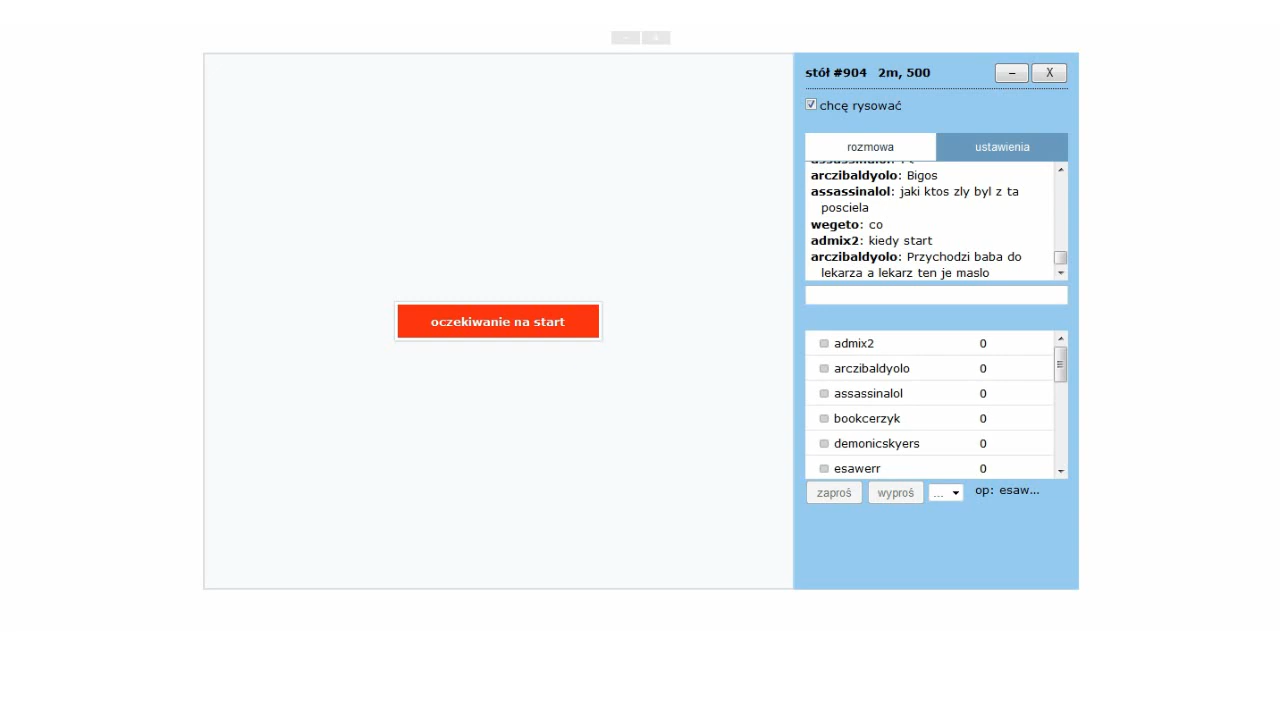 stół #904 2m, 500
– X
chcę rysować
rozmowa ustawienia
arczibaldyolo: Bigos
assassinalol: jaki ktos zly byl z ta
posciela
wegeto: co
admix2: kiedy start
arczibaldyolo: Przychodzi baba do
lekarza a lekarz ten je maslo
oczekiwanie na start
admix2 0
arczibaldyolo 0
assassinalol 0
bookcerzyk 0
demonicskyers 0
esawerr 0
zaproś wyproś ... op: esaw...